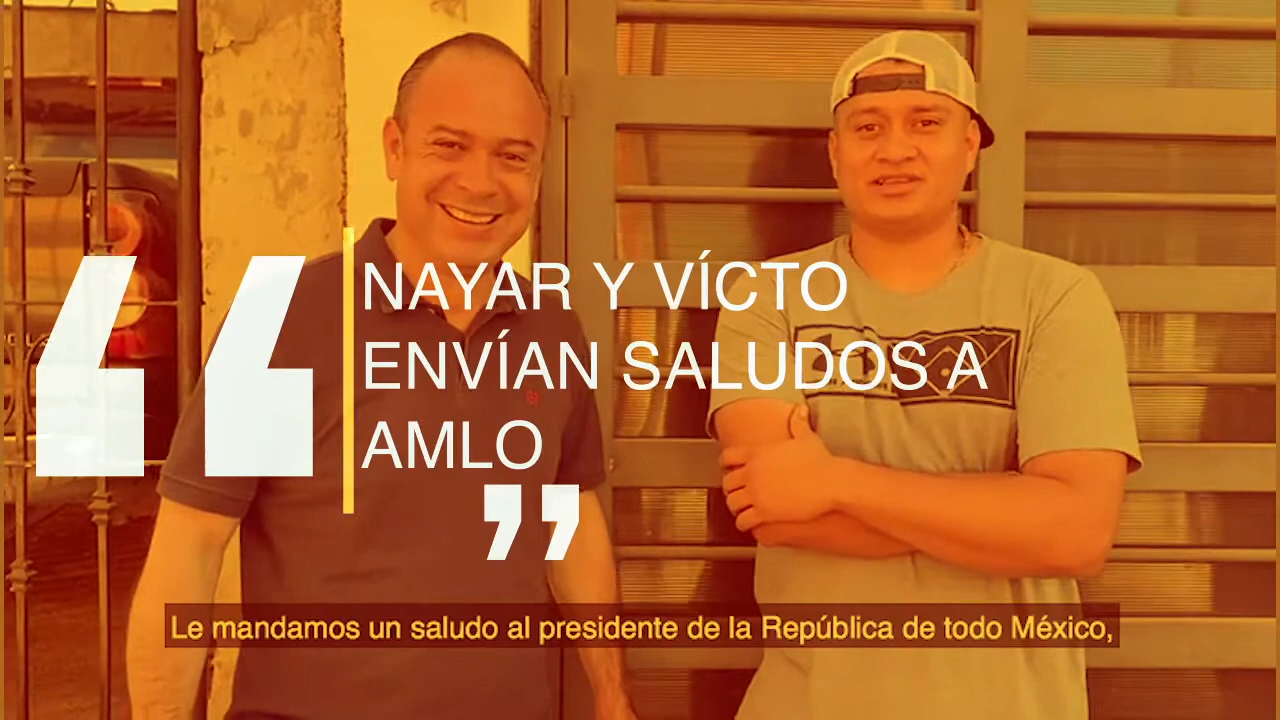 NAYAR Y VÍCTO
ENVÍAN SALUDOS A
AMLO
Le mandamos un saludo al presidente de la República de todo México,